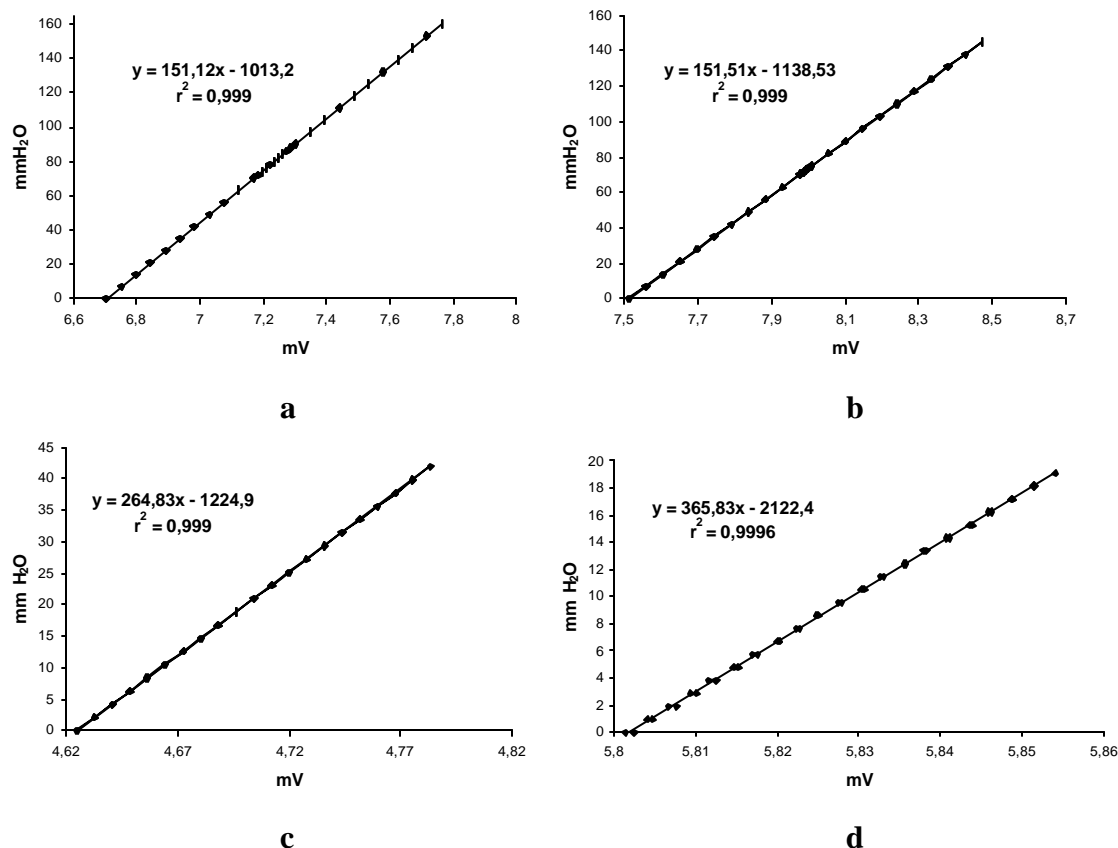 160
140
120
100
80
60
40
20
0
mmH₂O
y = 151,12x - 1013,2
r² = 0,999
6,6 6,8 7 7,2 7,4 7,6 7,8 8
mV
a
160
140
120
100
80
60
40
20
0
mmH₂O
y = 151,51x - 1138,53
r² = 0,999
7,5 7,7 7,9 8,1 8,3 8,5 8,7
mV
b
45
40
35
30
25
20
15
10
5
0
mm H₂O
y = 264,83x - 1224,9
r² = 0,999
4,62 4,67 4,72 4,77 4,82
mV
c
20
18
16
14
12
10
8
6
4
2
0
mm H₂O
y = 365,83x - 2122,4
r² = 0,9996
5,8 5,81 5,82 5,83 5,84 5,85 5,86
mV
d